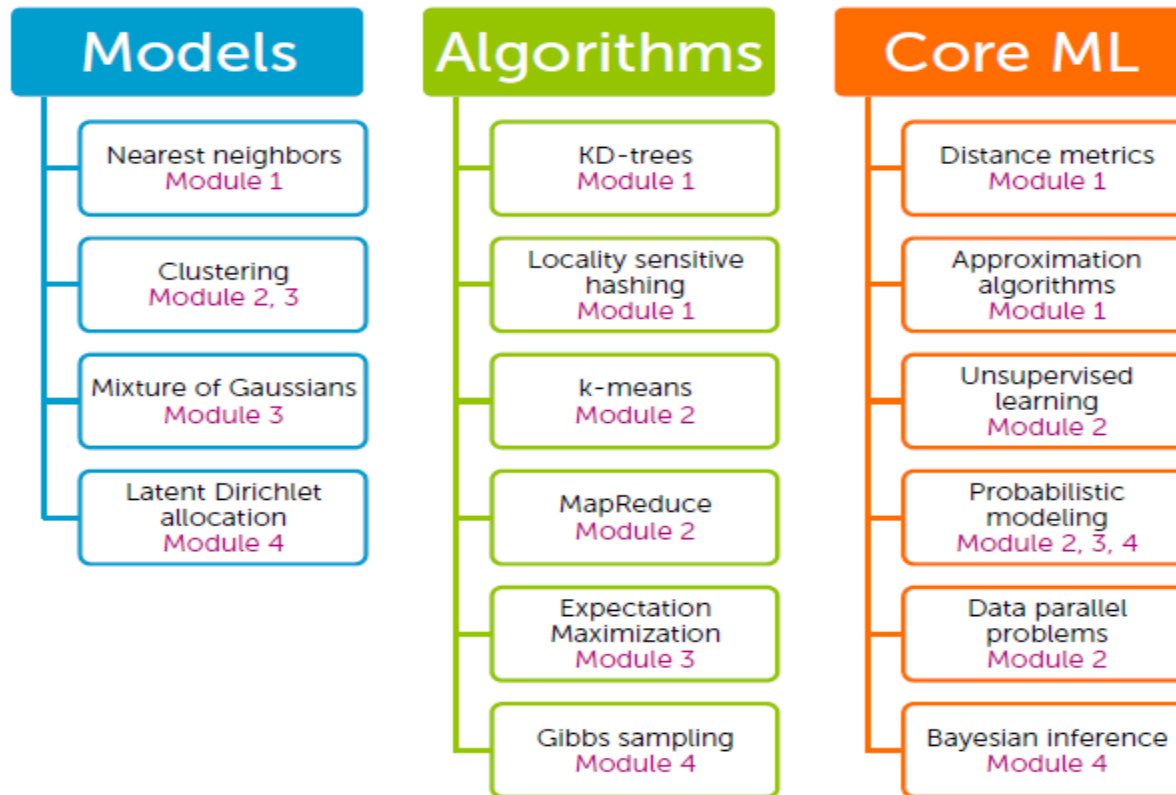 Models
Nearest neighbors
Module 1
Clustering
Module 2, 3
Mixture of Gaussians
Module 3
Latent Dirichlet
allocation
Module 4
Algorithms
KD-trees
Module 1
Locality sensitive
hashing
Module 1
k-means
Module 2
MapReduce
Module 2
Expectation
Maximization
Module 3
Gibbs sampling
Module 4
Core ML
Distance metrics
Module 1
Approximation
algorithms
Module 1
Unsupervised
learning
Module 2
Probabilistic
modeling
Module 2, 3, 4
Data parallel
problems
Module 2
Bayesian inference
Module 4